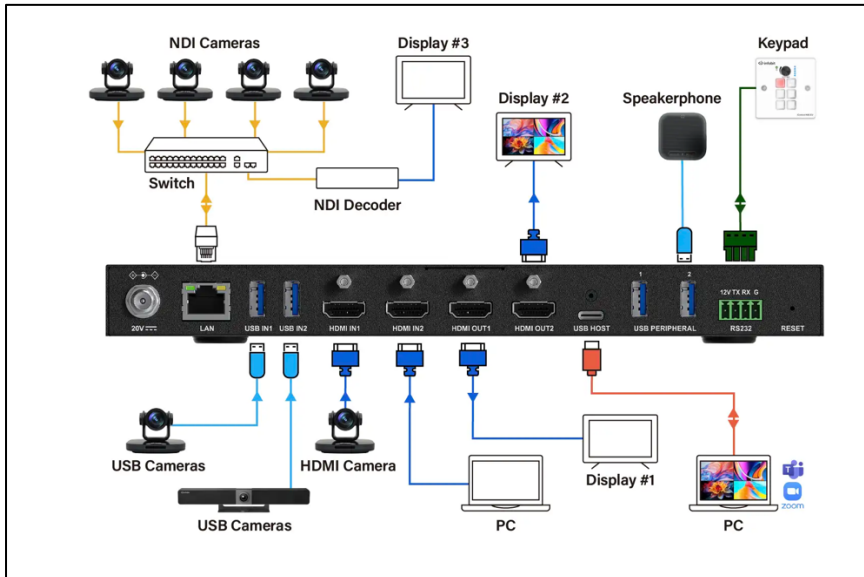 NDI Cameras
Display #3
Keypad
Display #2
Speakerphone
Switch
NDI Decoder
1
2
12V TX RX G
20V
LAN
USB IN1
USB IN2
HDMI IN1
HDMI IN2
HDMI OUT1
HDMI OUT2
USB HOST
USB PERIPHERAL
RS232
RESET
USB Cameras
HDMI Camera
Display #1
zoom
USB Cameras
PC
PC